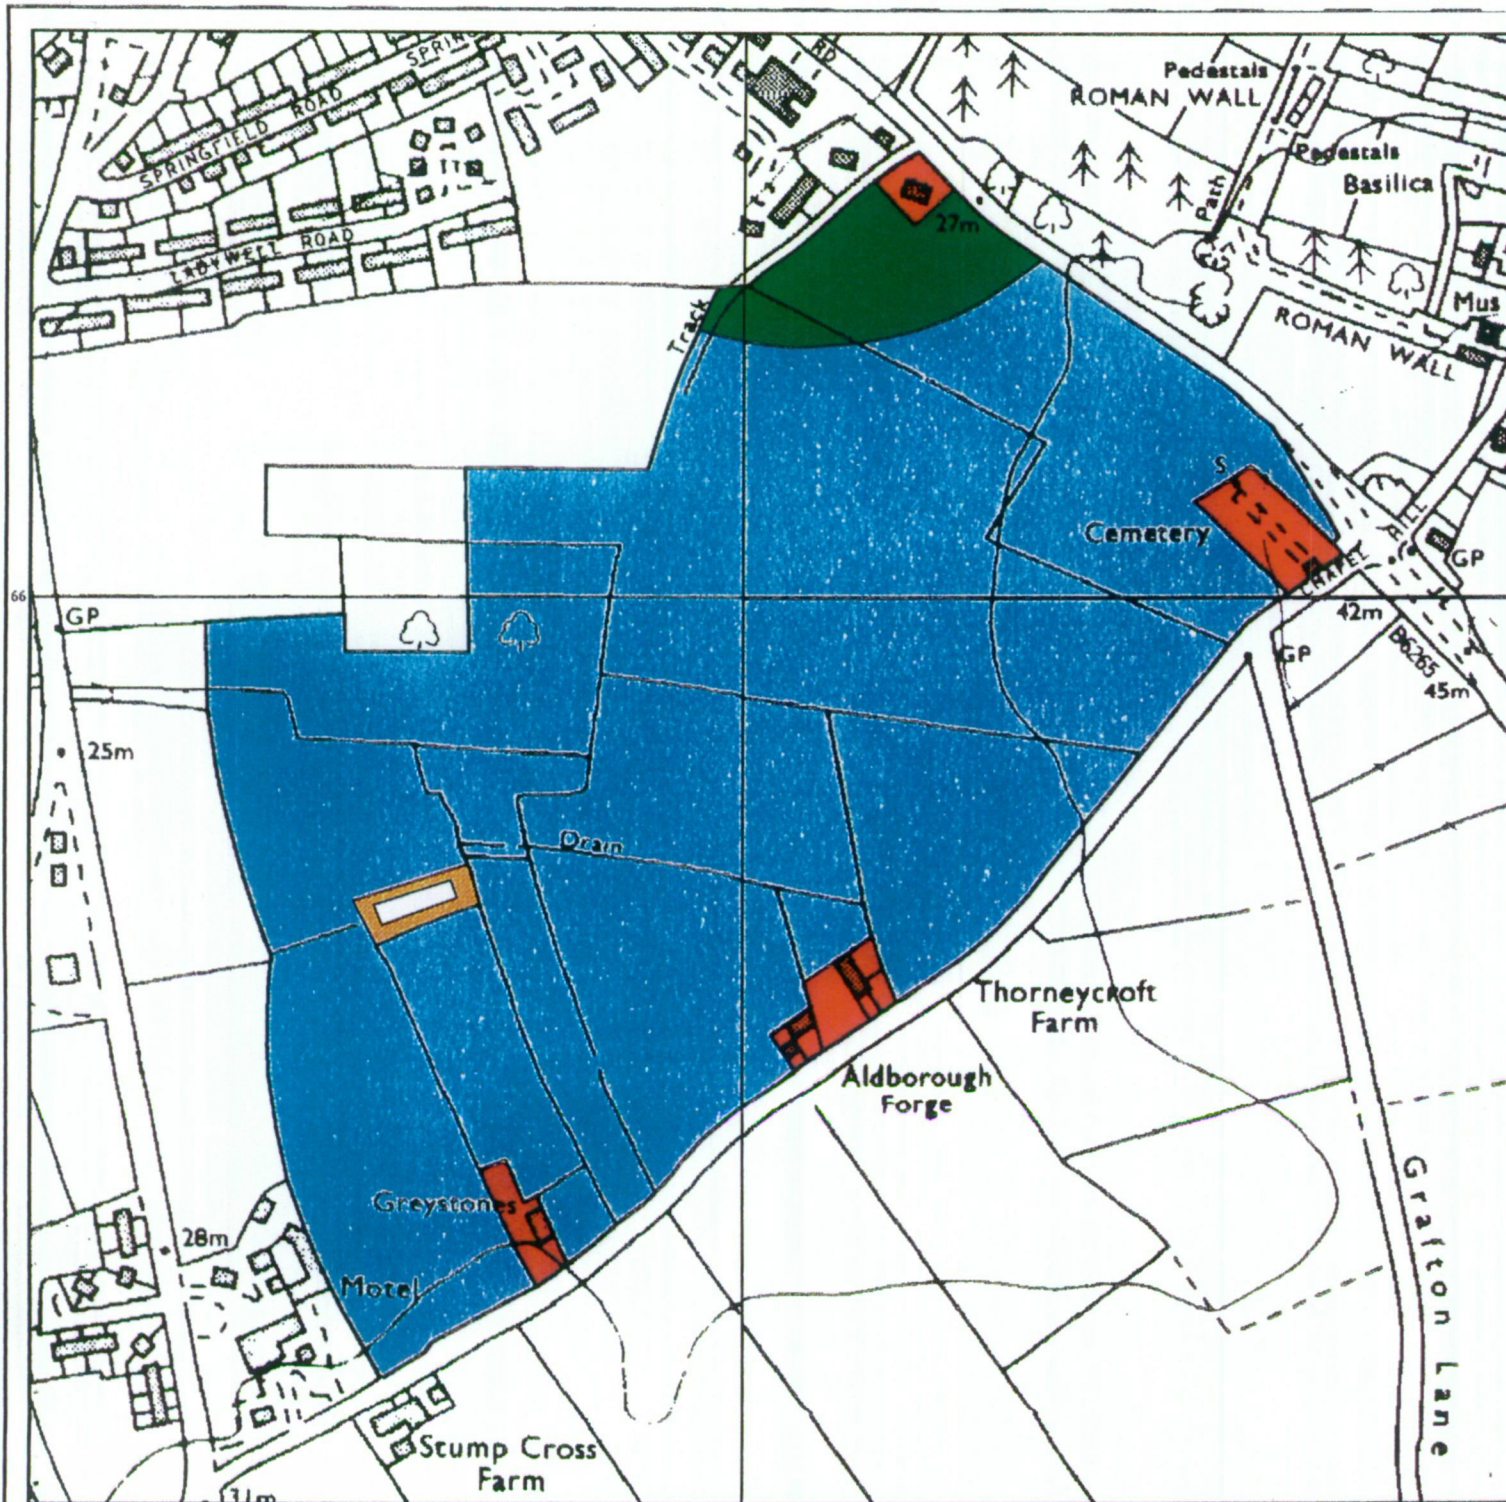 SPRING
RD
SPRINGFIELD ROAD
LADYWELL ROAD
Pedestals
ROMAN WALL
Pedestals
Basilica
Path
27m
Mus
ROMAN WALL
Track
S
Cemetery
CHAPEL
HILL
GP
66
GP
42m
GP
B6265
45m
25m
Drain
Thorneycroft
Farm
Aldborough
Forge
Greystones
28m
Motel
Grafton Lane
Stump Cross
Farm
31m